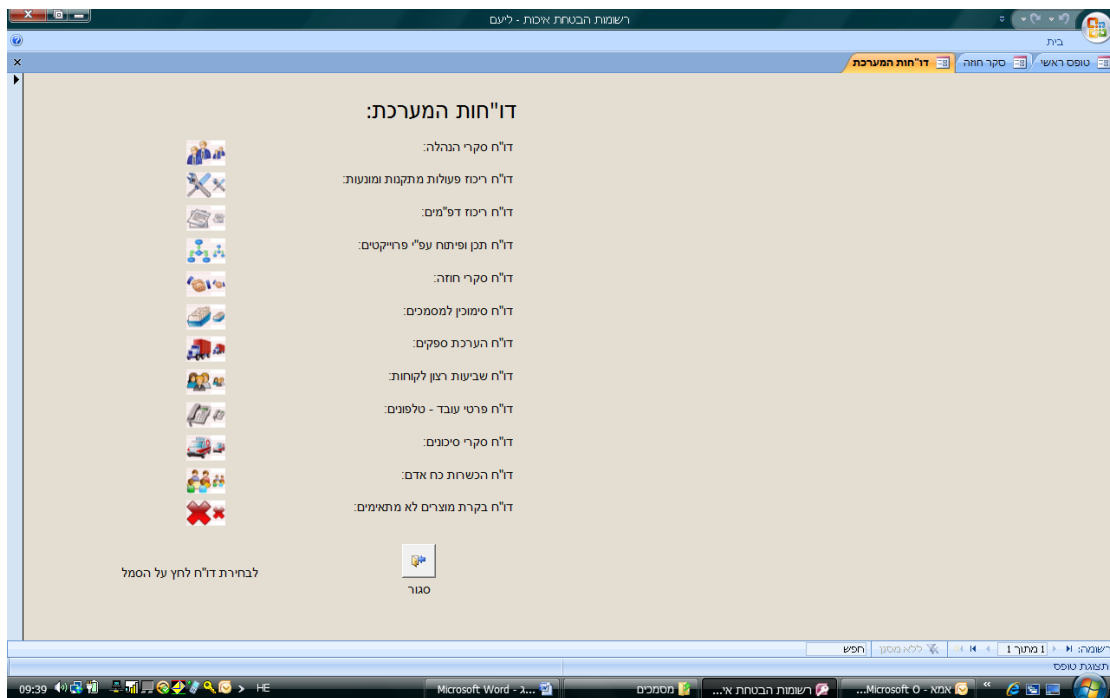 רשומות הבטחת איכות - ליעם
בית
טופס ראשי
סקר חוזה
דו"חות המערכת
דו"חות המערכת:
דו"ח סקרי הנהלה:
דו"ח ריכוז פעולות מתקנות ומונעות:
דו"ח ריכוז דפ"מים:
דו"ח תכן ופיתוח עפ"י פרוייקטים:
דו"ח סקרי חוזה:
דו"ח סימוכין למסמכים:
דו"ח הערכת ספקים:
דו"ח שביעות רצון לקוחות:
דו"ח פרטי עובד - טלפונים:
דו"ח סקרי סיכונים:
דו"ח הכשרות כח אדם:
דו"ח בקרת מוצרים לא מתאימים:
סגור
לבחירת דו"ח לחץ על הסמל
רשומה: 1 מתוך 1 ללא מסנן חפש
תצוגת טופס
אמא - Microsoft O...
רשומות הבטחת אי...
מסמכים
Microsoft Word - ג...
HE
09:39